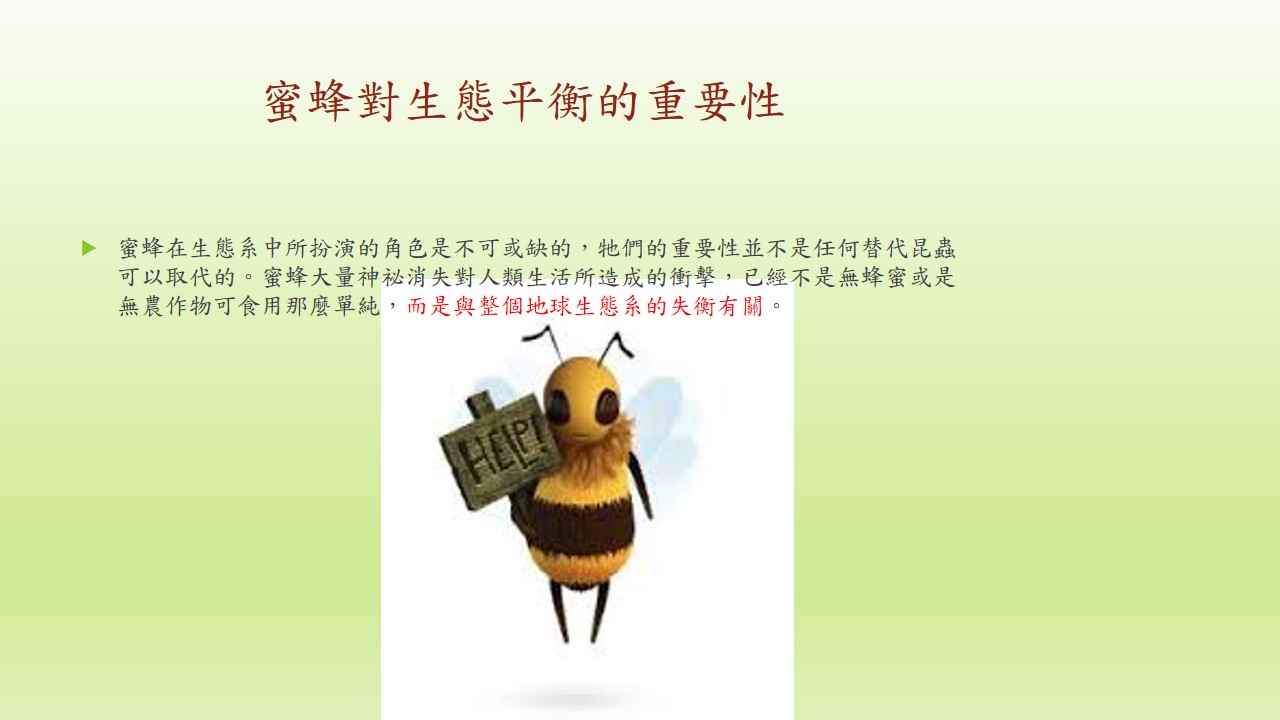 蜜蜂對生態平衡的重要性
蜜蜂在生態系中所扮演的角色是不可或缺的，牠們的重要性並不是任何替代昆蟲
可以取代的。蜜蜂大量神祕消失對人類生活所造成的衝擊，已經不是無蜂蜜或是
無農作物可食用那麼單純，而是與整個地球生態系的失衡有關。
HELP!